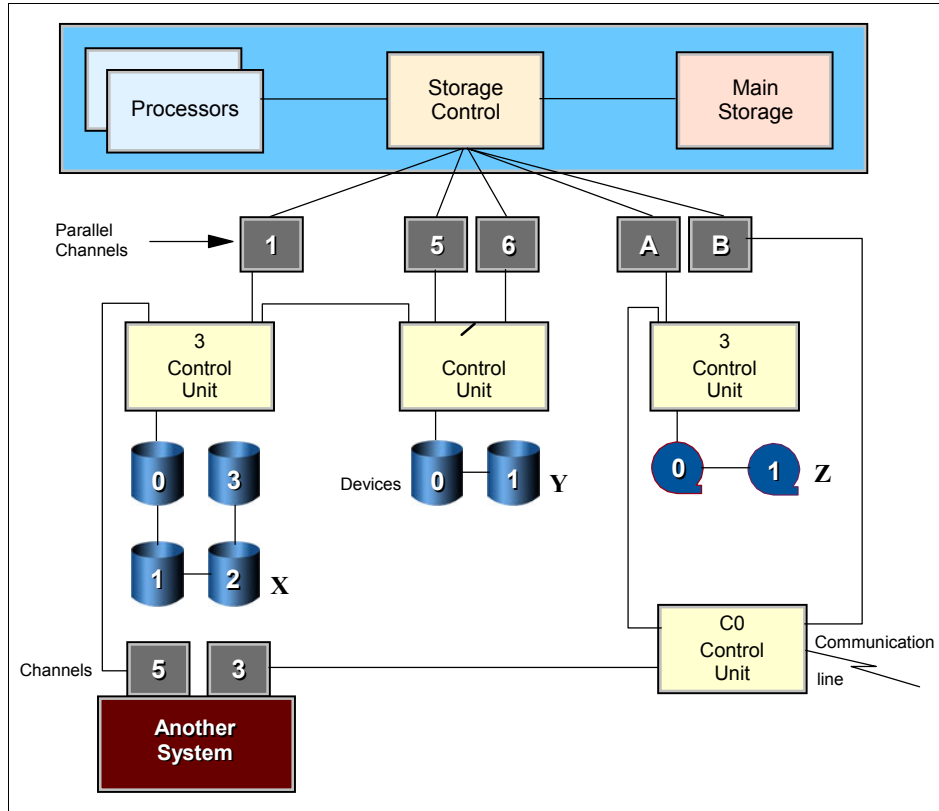 Processors
Storage
Control
Main
Storage
Parallel
Channels
1
5
6
A
B
3
Control
Unit
Control
Unit
3
Control
Unit
0
3
Devices
0
1
Y
0
1
Z
1
2
X
C0
Control
Unit
Communication
line
Channels
5
3
Another
System